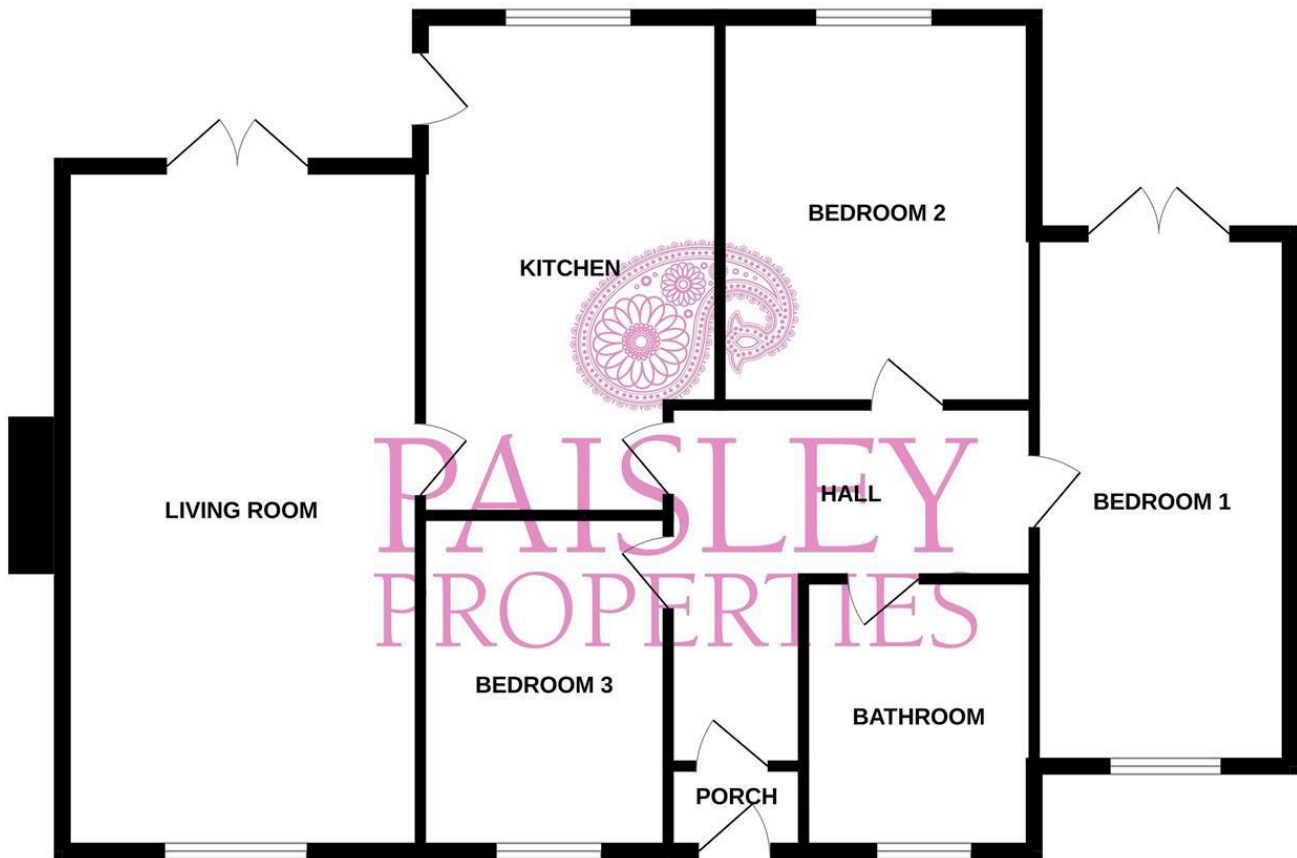 BEDROOM 2
KITCHEN
PAISLEY
PROPERTIES
HALL
BEDROOM 1
LIVING ROOM
BEDROOM 3
BATHROOM
PORCH